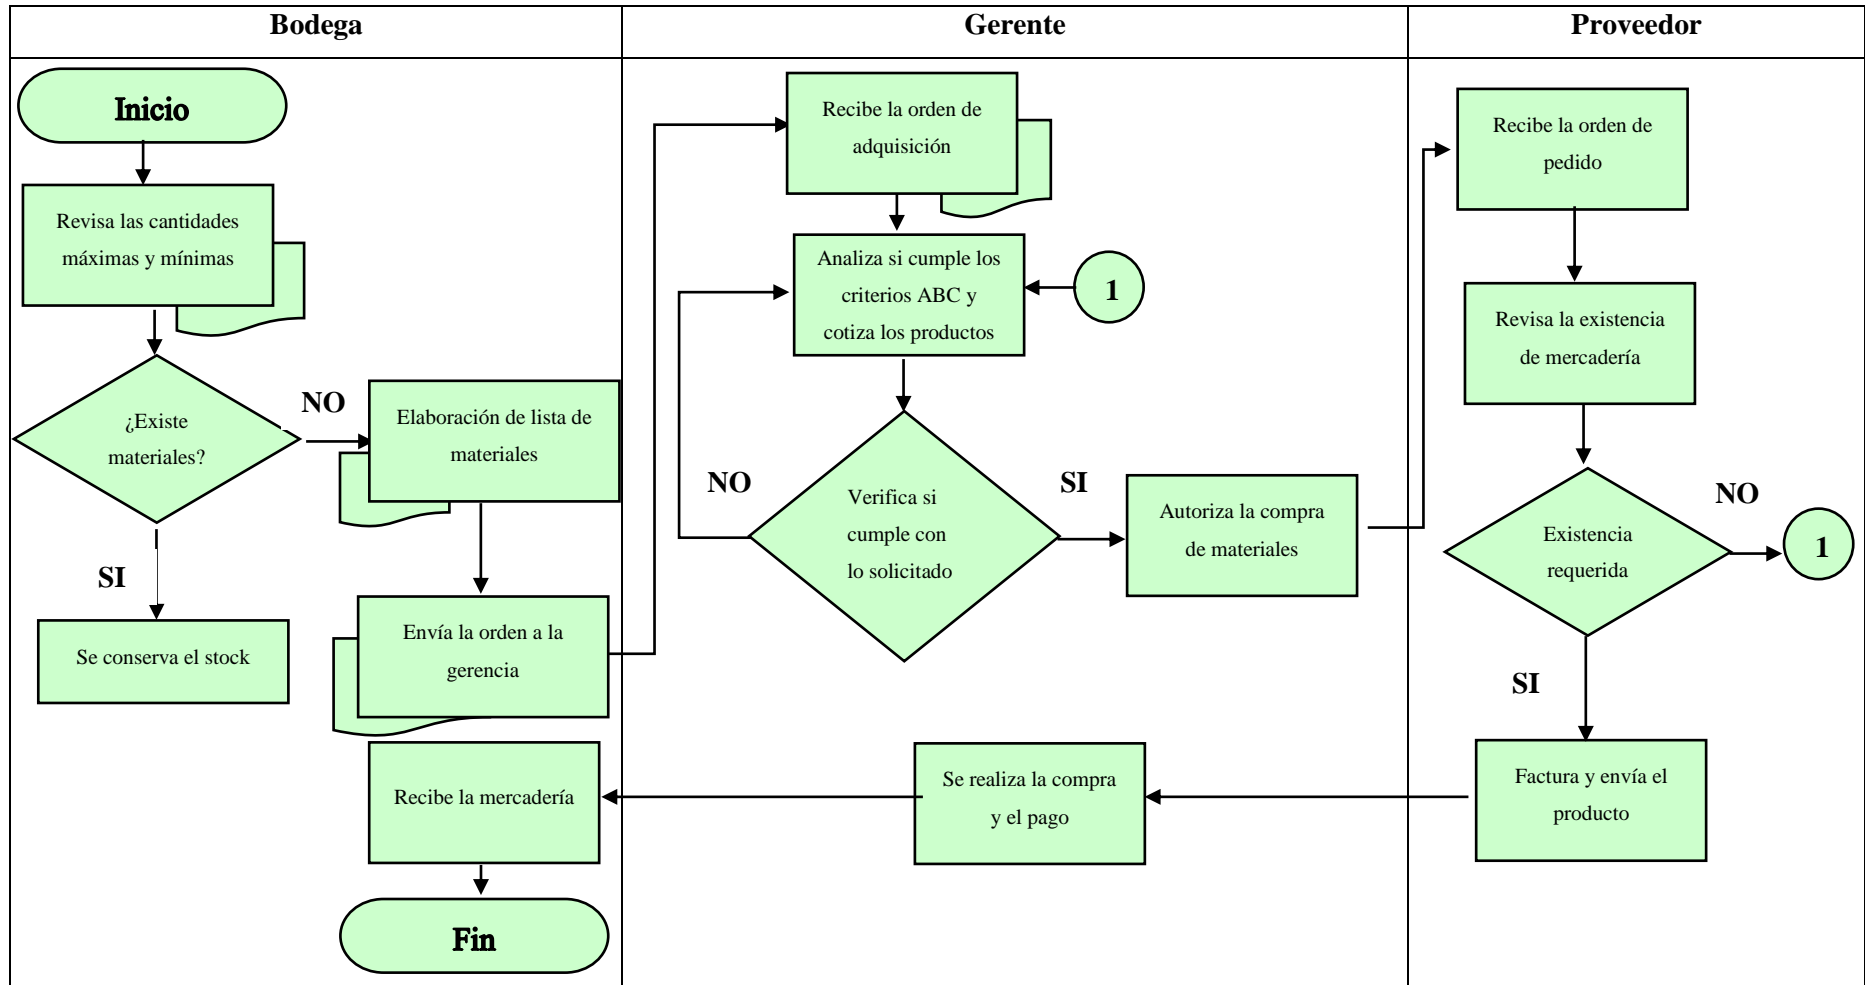 Bodega
Gerente
Proveedor
Inicio
Revisa las cantidades
máximas y mínimas
¿Existe
materiales?
NO
SI
Se conserva el stock
Elaboración de lista de
materiales
Envía la orden a la
gerencia
Recibe la mercadería
Fin
Recibe la orden de
adquisición
Analiza si cumple los
criterios ABC y
cotiza los productos
1
NO
Verifica si
cumple con
lo solicitado
SI
Autoriza la compra
de materiales
Se realiza la compra
y el pago
Recibe la orden de
pedido
Revisa la existencia
de mercadería
Existencia
requerida
NO
1
SI
Factura y envía el
producto